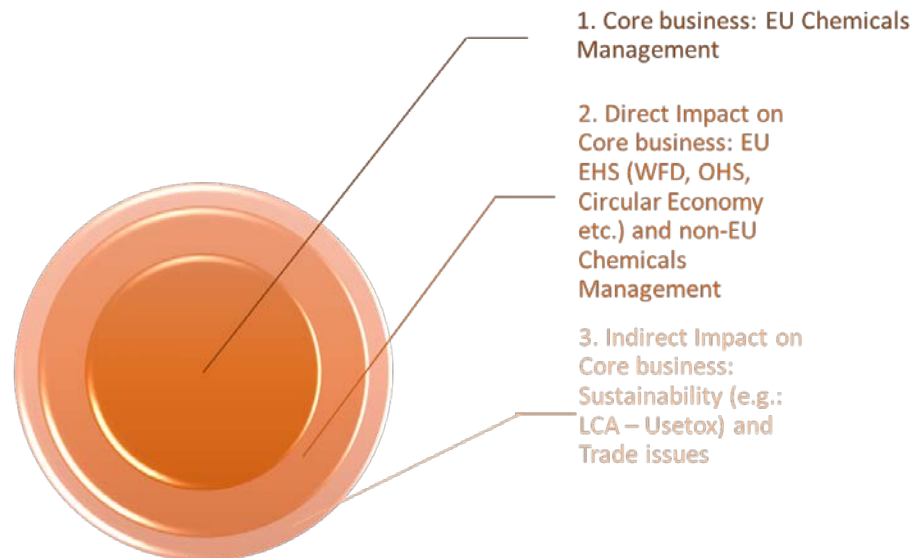 1. Core business: EU Chemicals
Management
2. Direct Impact on
Core business: EU
EHS (WFD, OHS,
Circular Economy
etc.) and non-EU
Chemicals
Management
3. Indirect Impact on
Core business:
Sustainability (e.g.:
LCA – Usetox) and
Trade issues